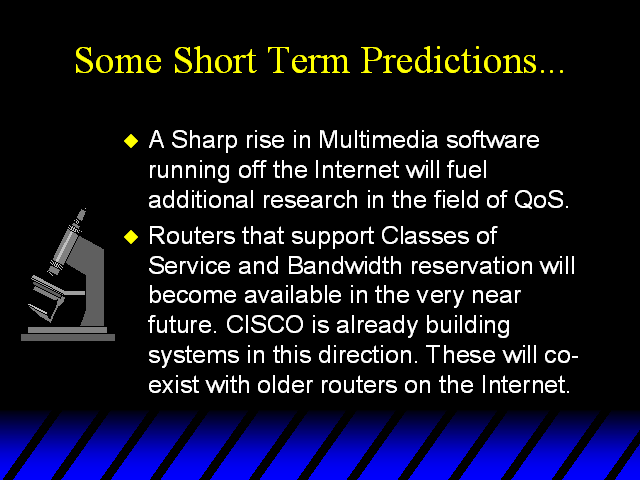 Some Short Term Predictions...
A Sharp rise in Multimedia software
running off the Internet will fuel
additional research in the field of QoS.
Routers that support Classes of
Service and Bandwidth reservation will
become available in the very near
future. CISCO is already building
systems in this direction. These will co-
exist with older routers on the Internet.